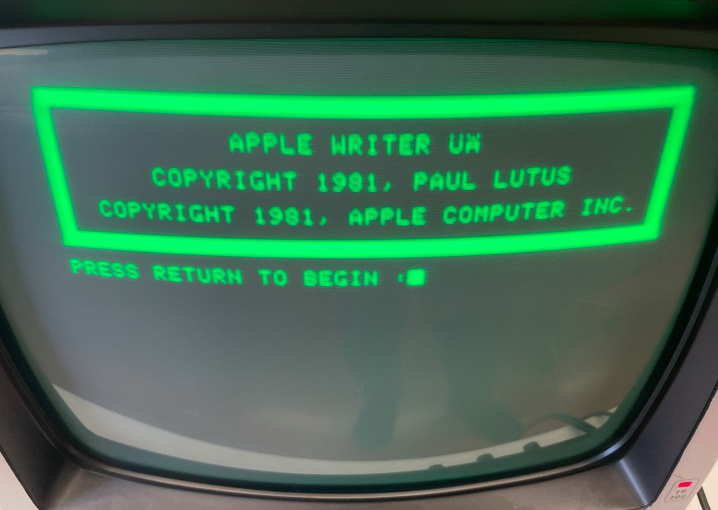 APPLE WRITER
COPYRIGHT 1981, PAUL LUTUS
COPYRIGHT 1981, APPLE COMPUTER INC.
PRESS RETURN TO BEGIN :